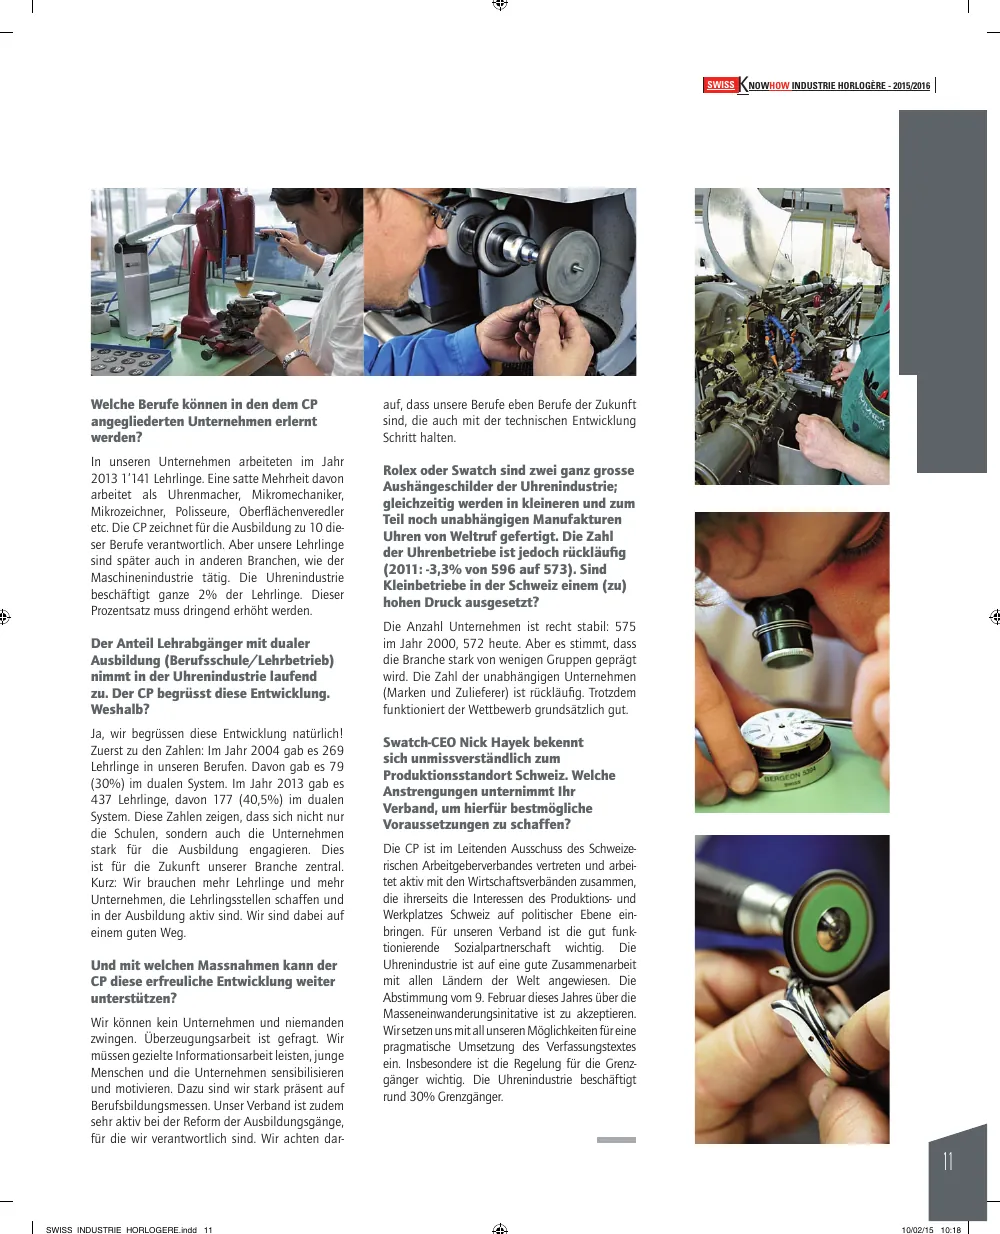 SWISS KNOWHOW INDUSTRIE HORLOGÈRE - 2015/2016
Welche Berufe können in den dem CP
angegliederten Unternehmen erlernt
werden?
In unseren Unternehmen arbeiteten im Jahr
2013 1’141 Lehrlinge. Eine satte Mehrheit davon
arbeitet als Uhrenmacher, Mikromechaniker,
Mikrozeichner, Polisseure, Oberflächenveredler
etc. Die CP zeichnet für die Ausbildung zu 10 die-
ser Berufe verantwortlich. Aber unsere Lehrlinge
sind später auch in anderen Branchen, wie der
Maschinenindustrie tätig. Die Uhrenindustrie
beschäftigt ganze 2% der Lehrlinge. Dieser
Prozentsatz muss dringend erhöht werden.
Der Anteil Lehrabgänger mit dualer
Ausbildung (Berufsschule/Lehrbetrieb)
nimmt in der Uhrenindustrie laufend
zu. Der CP begrüsst diese Entwicklung.
Weshalb?
Ja, wir begrüssen diese Entwicklung natürlich!
Zuerst zu den Zahlen: Im Jahr 2004 gab es 269
Lehrlinge in unseren Berufen. Davon gab es 79
(30%) im dualen System. Im Jahr 2013 gab es
437 Lehrlinge, davon 177 (40,5%) im dualen
System. Diese Zahlen zeigen, dass sich nicht nur
die Schulen, sondern auch die Unternehmen
stark für die Ausbildung engagieren. Dies
ist für die Zukunft unserer Branche zentral.
Kurz: Wir brauchen mehr Lehrlinge und mehr
Unternehmen, die Lehrlingsstellen schaffen und
in der Ausbildung aktiv sind. Wir sind dabei auf
einem guten Weg.
Und mit welchen Massnahmen kann der
CP diese erfreuliche Entwicklung weiter
unterstützen?
Wir können kein Unternehmen und niemanden
zwingen. Überzeugungsarbeit ist gefragt. Wir
müssen gezielte Informationsarbeit leisten, junge
Menschen und die Unternehmen sensibilisieren
und motivieren. Dazu sind wir stark präsent auf
Berufsbildungsmessen. Unser Verband ist zudem
sehr aktiv bei der Reform der Ausbildungsgänge,
für die wir verantwortlich sind. Wir achten dar-
auf, dass unsere Berufe eben Berufe der Zukunft
sind, die auch mit der technischen Entwicklung
Schritt halten.
Rolex oder Swatch sind zwei ganz grosse
Aushängeschilder der Uhrenindustrie;
gleichzeitig werden in kleineren und zum
Teil noch unabhängigen Manufakturen
Uhren von Weltruf gefertigt. Die Zahl
der Uhrenbetriebe ist jedoch rückläufig
(2011: -3,3% von 596 auf 573). Sind
Kleinbetriebe in der Schweiz einem (zu)
hohen Druck ausgesetzt?
Die Anzahl Unternehmen ist recht stabil: 575
im Jahr 2000, 572 heute. Aber es stimmt, dass
die Branche stark von wenigen Gruppen geprägt
wird. Die Zahl der unabhängigen Unternehmen
(Marken und Zulieferer) ist rückläufig. Trotzdem
funktioniert der Wettbewerb grundsätzlich gut.
Swatch-CEO Nick Hayek bekennt
sich unmissverständlich zum
Produktionsstandort Schweiz. Welche
Anstrengungen unternimmt Ihr
Verband, um hierfür bestmögliche
Voraussetzungen zu schaffen?
Die CP ist im Leitenden Ausschuss des Schweize-
rischen Arbeitgeberverbandes vertreten und arbei-
tet aktiv mit den Wirtschaftsverbänden zusammen,
die ihrerseits die Interessen des Produktions- und
Werkplatzes Schweiz auf politischer Ebene ein-
bringen. Für unseren Verband ist die gut funk-
tionierende Sozialpartnerschaft wichtig. Die
Uhrenindustrie ist auf eine gute Zusammenarbeit
mit allen Ländern der Welt angewiesen. Die
Abstimmung vom 9. Februar dieses Jahres über die
Masseneinwanderungsinitative ist zu akzeptieren.
Wir setzen uns mit all unseren Möglichkeiten für eine
pragmatische Umsetzung des Verfassungstextes
ein. Insbesondere ist die Regelung für die Grenz-
gänger wichtig. Die Uhrenindustrie beschäftigt
rund 30% Grenzgänger.
BERGEON 5394
SWISS
11
SWISS_INDUSTRIE_HORLOGERE.indd 11
10/02/15 10:18